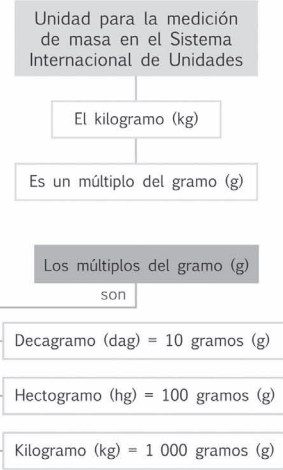 Unidad para la medición
de masa en el Sistema
Internacional de Unidades
El kilogramo (kg)
Es un múltiplo del gramo (g)
Los múltiplos del gramo (g)
son
Decagramo (dag) = 10 gramos (g)
Hectogramo (hg) = 100 gramos (g)
Kilogramo (kg) = 1 000 gramos (g)